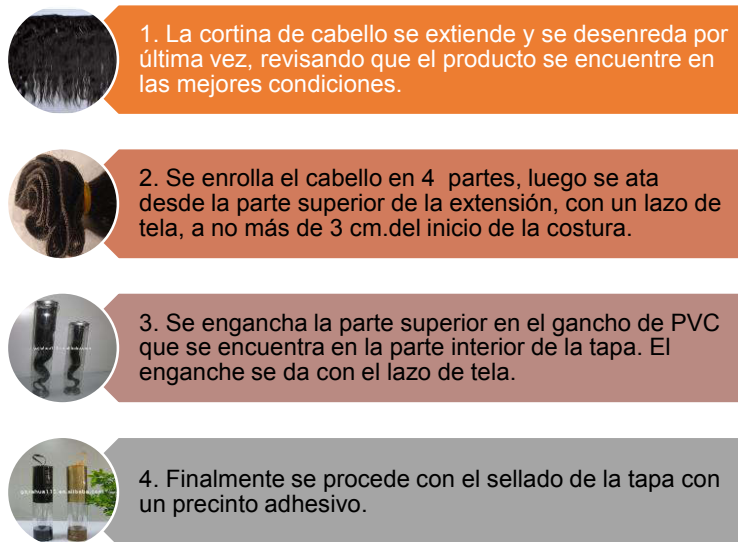 1. La cortina de cabello se extiende y se desenreda por
última vez, revisando que el producto se encuentre en
las mejores condiciones.
2. Se enrolla el cabello en 4  partes, luego se ata
desde la parte superior de la extensión, con un lazo de
tela, a no más de 3 cm.del inicio de la costura.
3. Se engancha la parte superior en el gancho de PVC
que se encuentra en la parte interior de la tapa. El
enganche se da con el lazo de tela.
4. Finalmente se procede con el sellado de la tapa con
un precinto adhesivo.